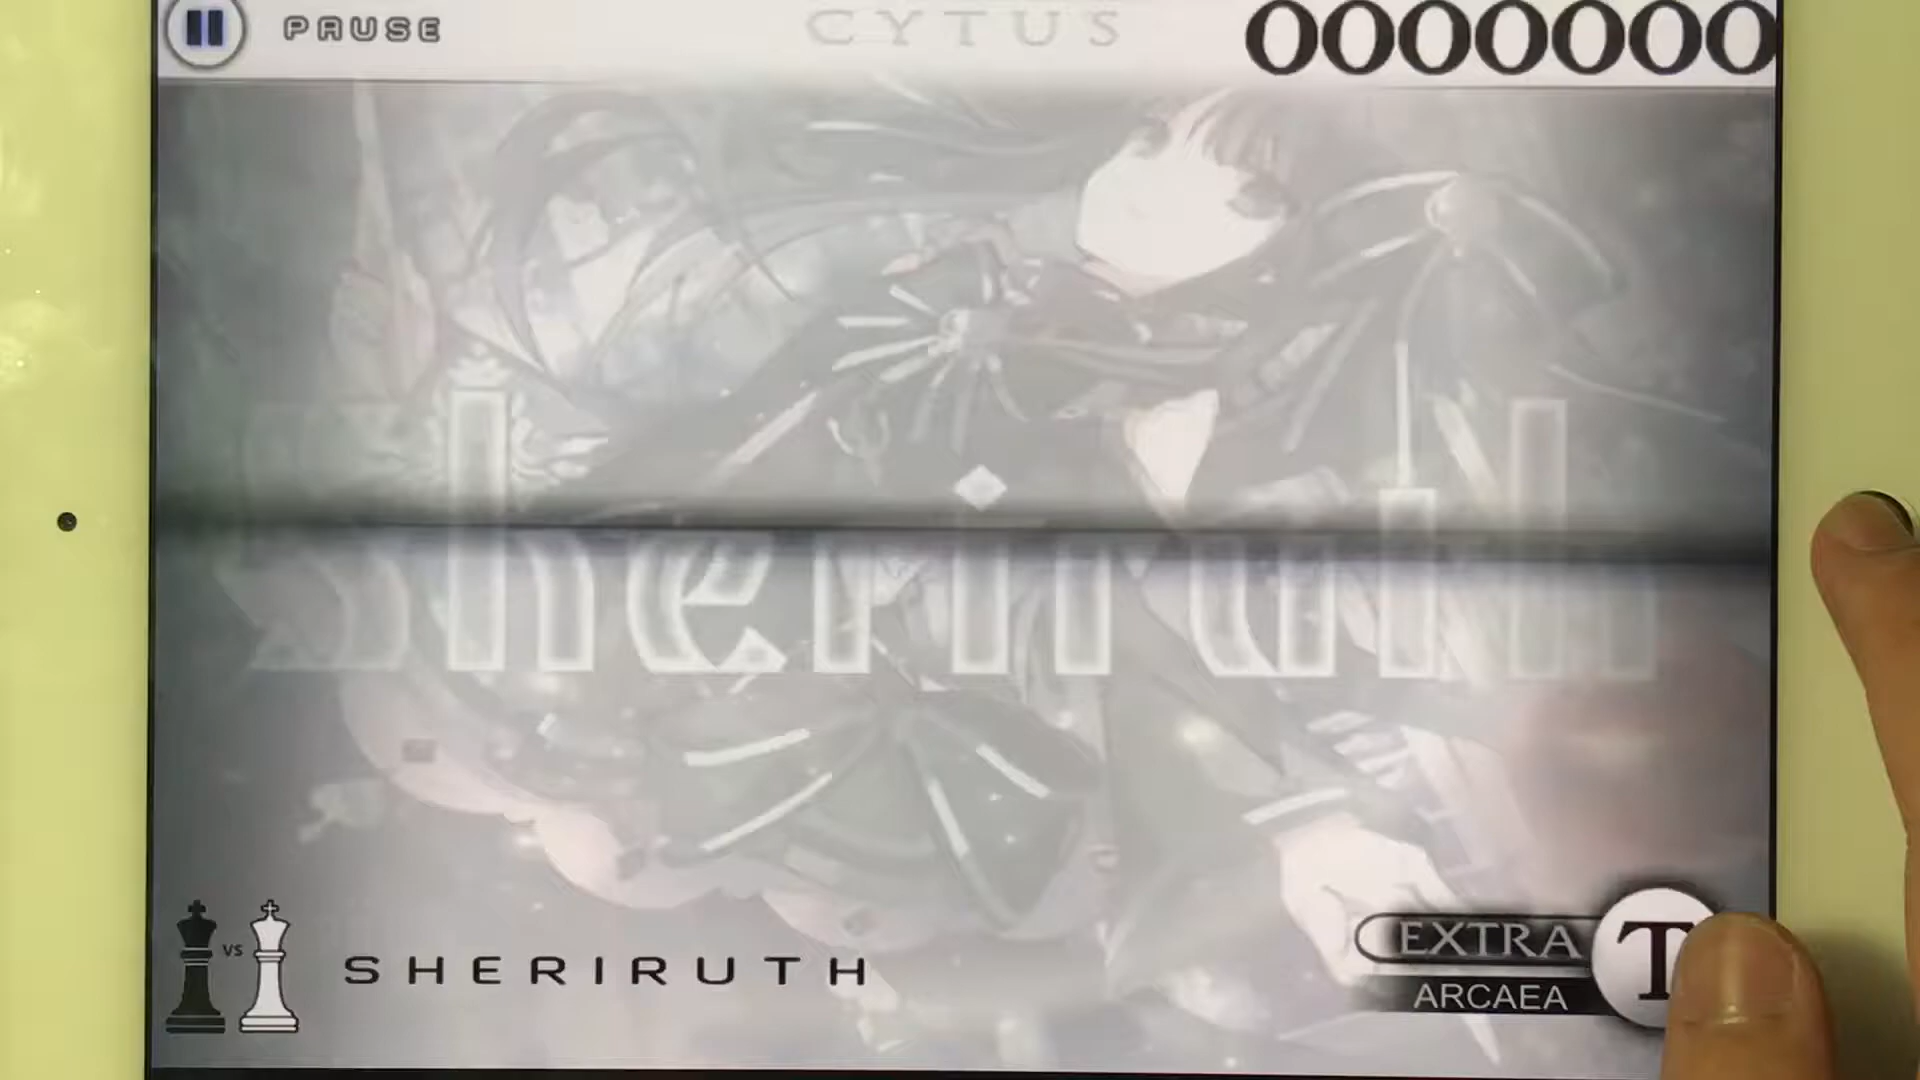 PAUSE
CYTUS
0000000
Sheriruth
VS
SHERIRUTH
EXTRA
T
ARCAEA